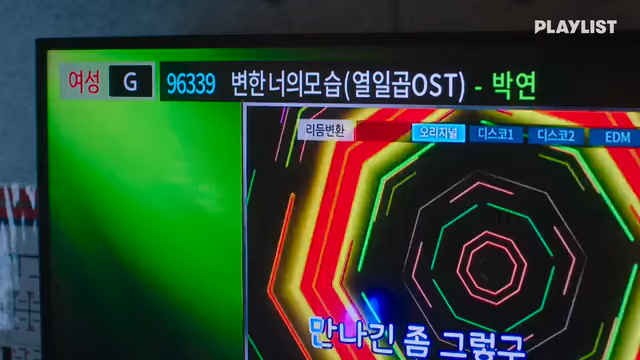 PLAYLIST
여성 G 96339 변한너의모습(열일곱OST) - 박연
리듬변환 오리지널 디스코1 디스코2 EDM
만나긴 좀 그렇구